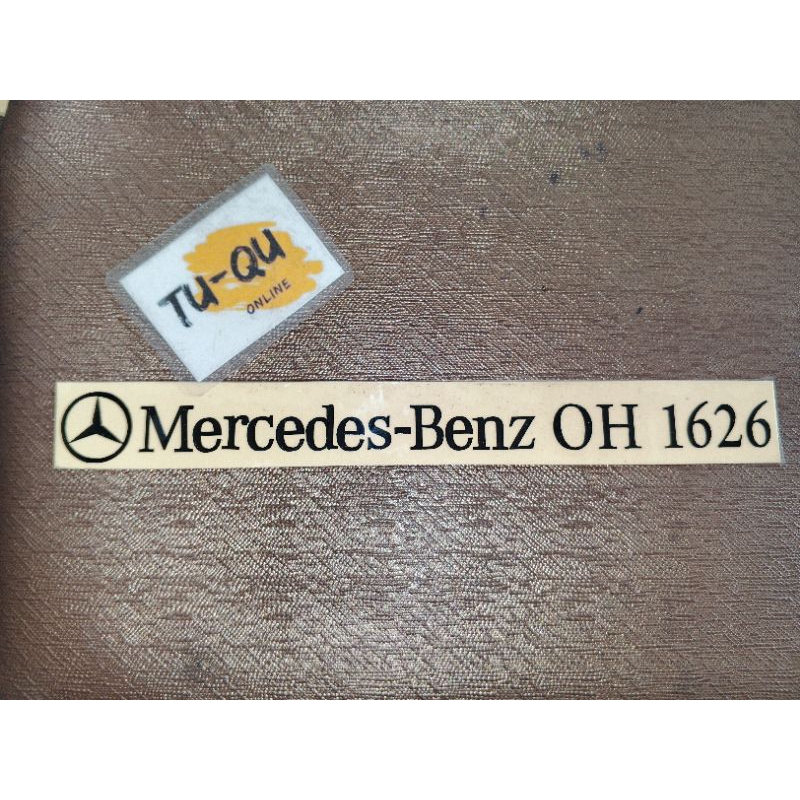 TU-QU
ONLINE
Mercedes-Benz OH 1626